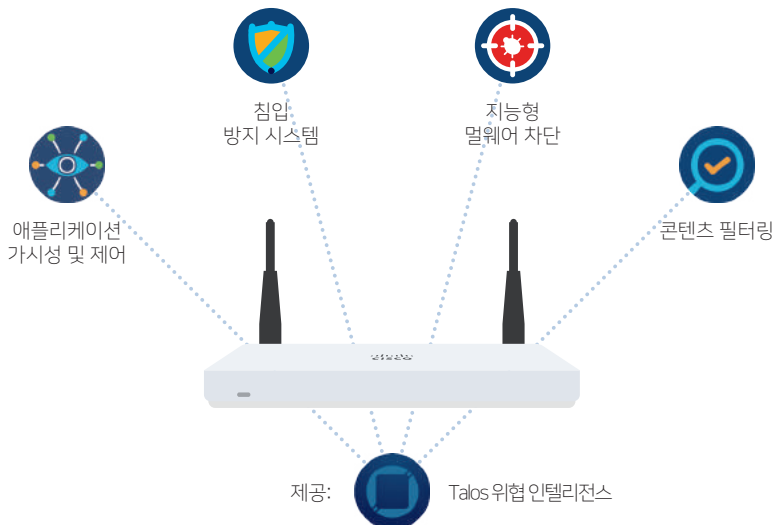 침입
방지 시스템
지능형
멀웨어 차단
애플리케이션
가시성 및 제어
콘텐츠 필터링
CISCO
제공:
Talos 위협 인텔리전스